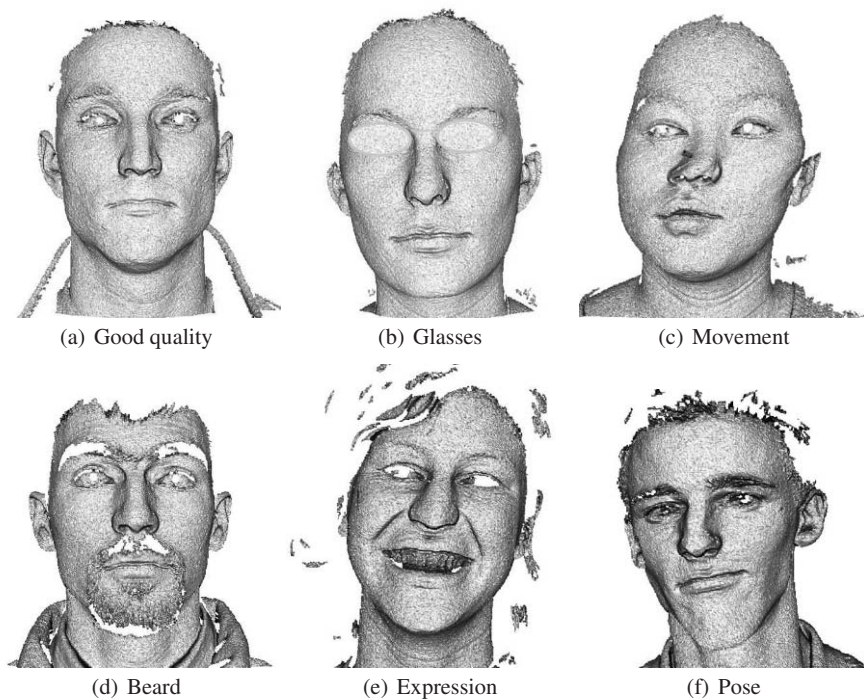 (a) Good quality
(b) Glasses
(c) Movement
(d) Beard
(e) Expression
(f) Pose